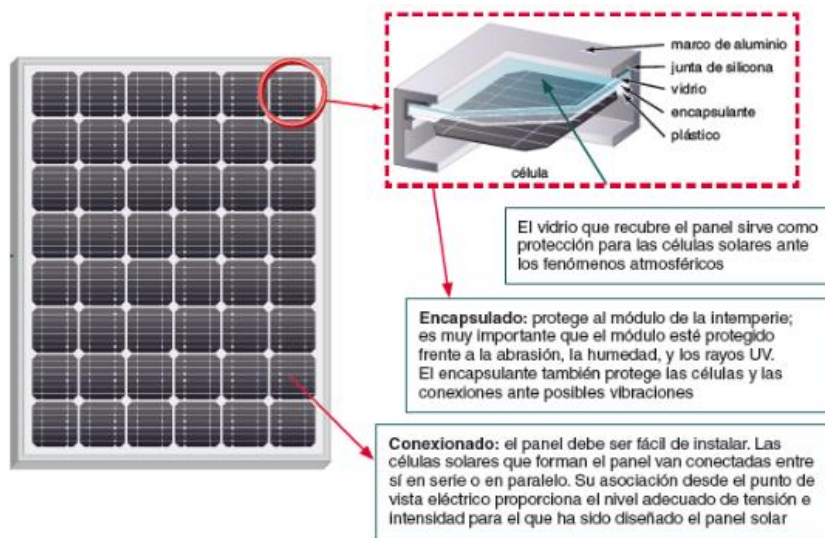 marco de aluminio
junta de silicona
vidrio
encapsulante
plástico
célula
El vidrio que recubre el panel sirve como
protección para las células solares ante
los fenómenos atmosféricos
Encapsulado: protege al módulo de la intemperie;
es muy importante que el módulo esté protegido
frente a la abrasión, la humedad, y los rayos UV.
El encapsulante también protege las células y las
conexiones ante posibles vibraciones
Conexionado: el panel debe ser fácil de instalar. Las
células solares que forman el panel van conectadas entre
sí en serie o en paralelo. Su asociación desde el punto de
vista eléctrico proporciona el nivel adecuado de tensión e
intensidad para el que ha sido diseñado el panel solar